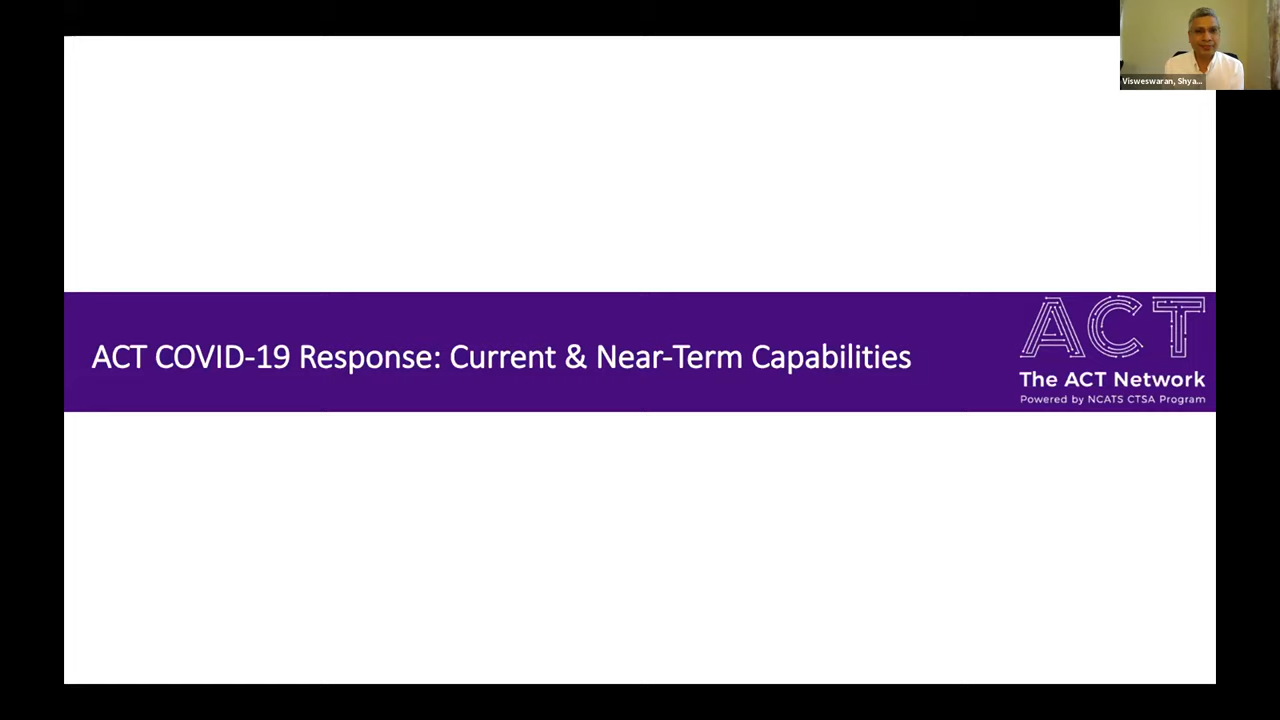 Visweswaran, Shya...
ACT COVID-19 Response: Current & Near-Term Capabilities
ACT
The ACT Network
Powered by NCATS CTSA Program